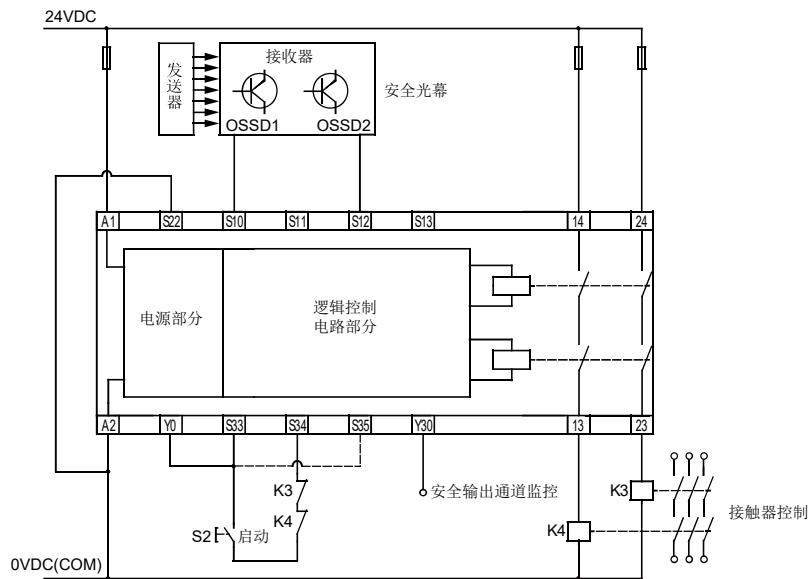 24VDC
发送器
接收器
OSSD1 OSSD2
安全光幕
A1 S22 S10 S11 S12 S13 14 24
电源部分
逻辑控制
电路部分
A2 Y0 S33 S34 S35 Y30 13 23
K3
K4
S2 启动
安全输出通道监控
K3
K4
接触器控制
0VDC(COM)